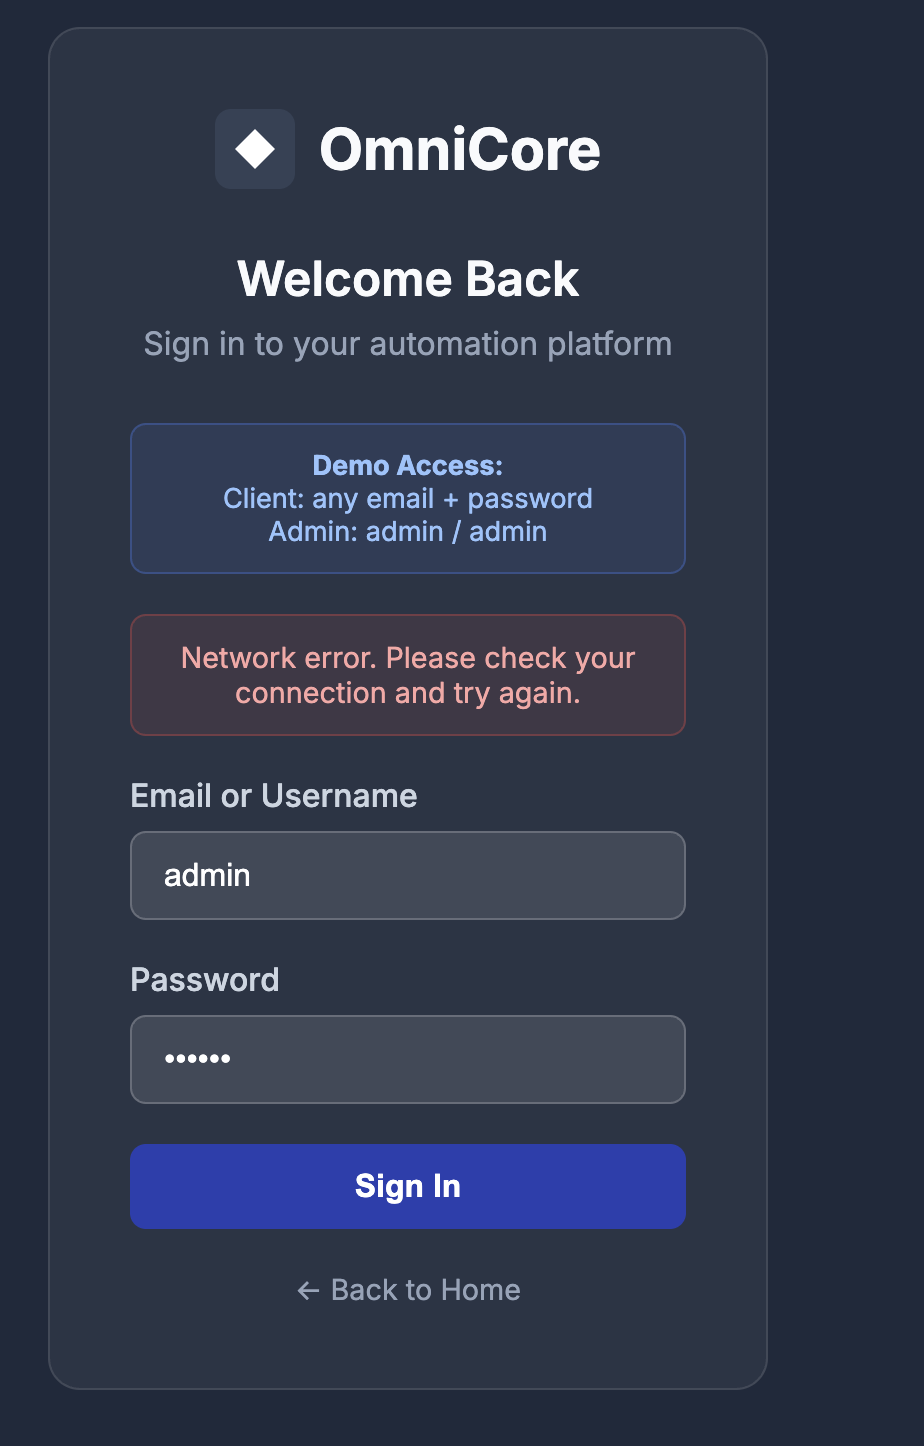 OmniCore
Welcome Back
Sign in to your automation platform
Demo Access:
Client: any email + password
Admin: admin / admin
Network error. Please check your
connection and try again.
Email or Username
admin
Password
••••••
Sign In
← Back to Home